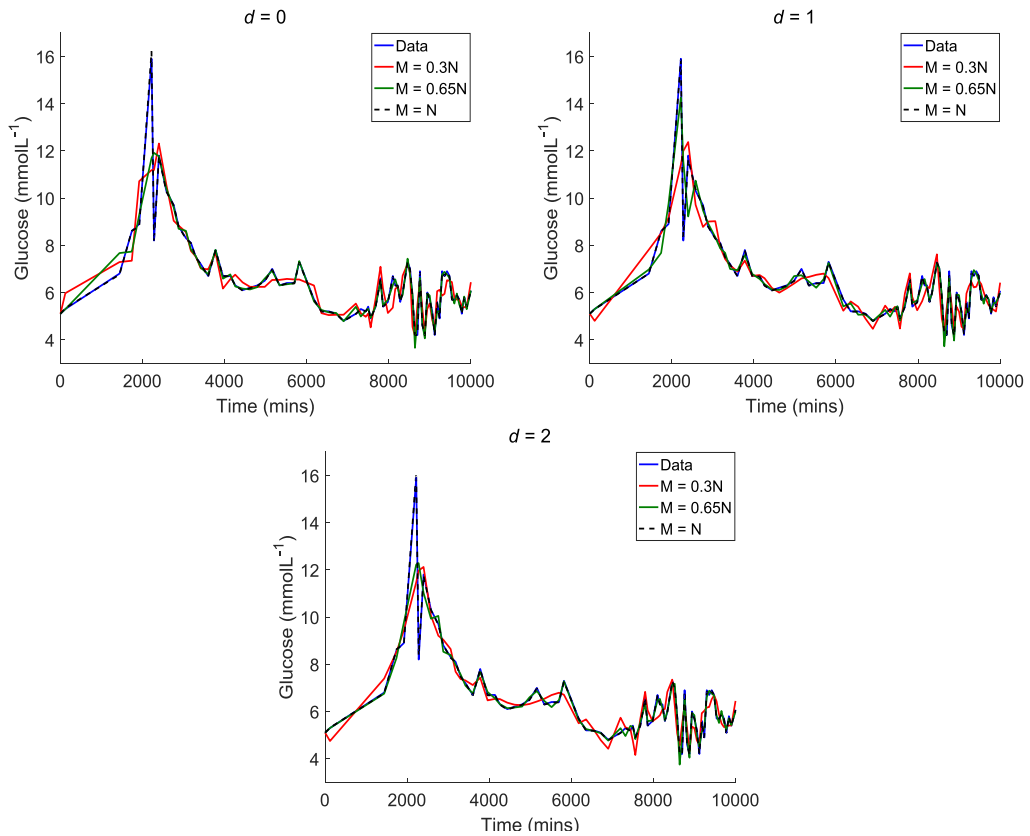 d = 0
Glucose (mmolL⁻¹)
16
14
12
10
8
6
4
0 2000 4000 6000 8000 10000
Time (mins)
Data
M = 0.3N
M = 0.65N
M = N
d = 1
Glucose (mmolL⁻¹)
16
14
12
10
8
6
4
0 2000 4000 6000 8000 10000
Time (mins)
Data
M = 0.3N
M = 0.65N
M = N
d = 2
Glucose (mmolL⁻¹)
16
14
12
10
8
6
4
0 2000 4000 6000 8000 10000
Time (mins)
Data
M = 0.3N
M = 0.65N
M = N